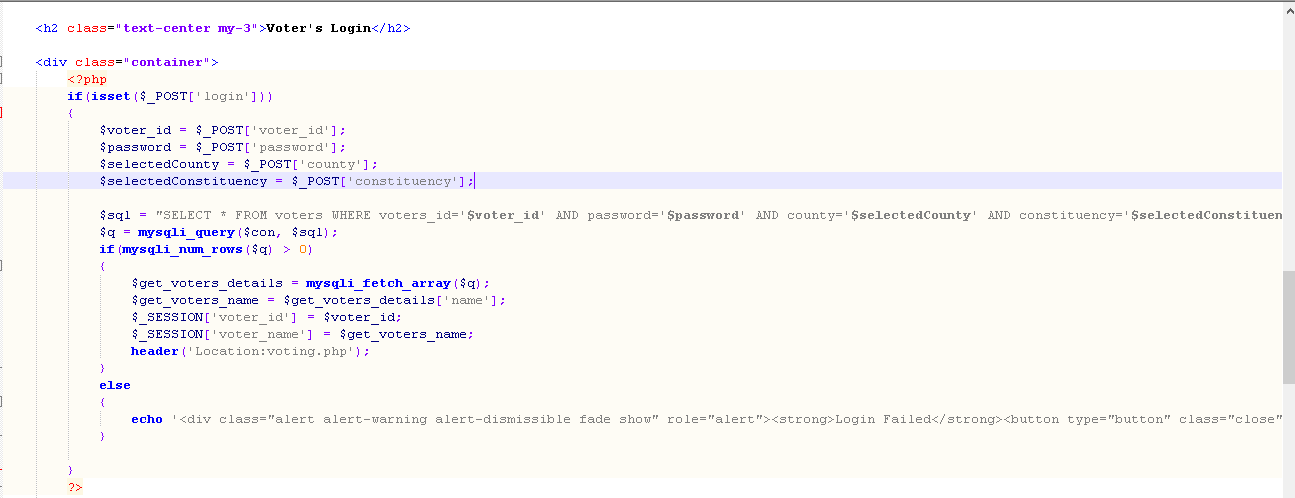 <h2 class="text-center my-3">Voter's Login</h2>
<div class="container">
<?php
if(isset($_POST['login']))
{
$voter_id = $_POST['voter_id'];
$password = $_POST['password'];
$selectedCounty = $_POST['county'];
$selectedConstituency = $_POST['constituency'];
$sql = "SELECT * FROM voters WHERE voters_id='$voter_id' AND password='$password' AND county='$selectedCounty' AND constituency='$selectedConstituen
$q = mysqli_query($con, $sql);
if(mysqli_num_rows($q) > 0)
{
$get_voters_details = mysqli_fetch_array($q);
$get_voters_name = $get_voters_details['name'];
$_SESSION['voter_id'] = $voter_id;
$_SESSION['voter_name'] = $get_voters_name;
header('Location:voting.php');
}
else
{
echo '<div class="alert alert-warning alert-dismissible fade show" role="alert"><strong>Login Failed</strong><button type="button" class="close"
}
}
?>